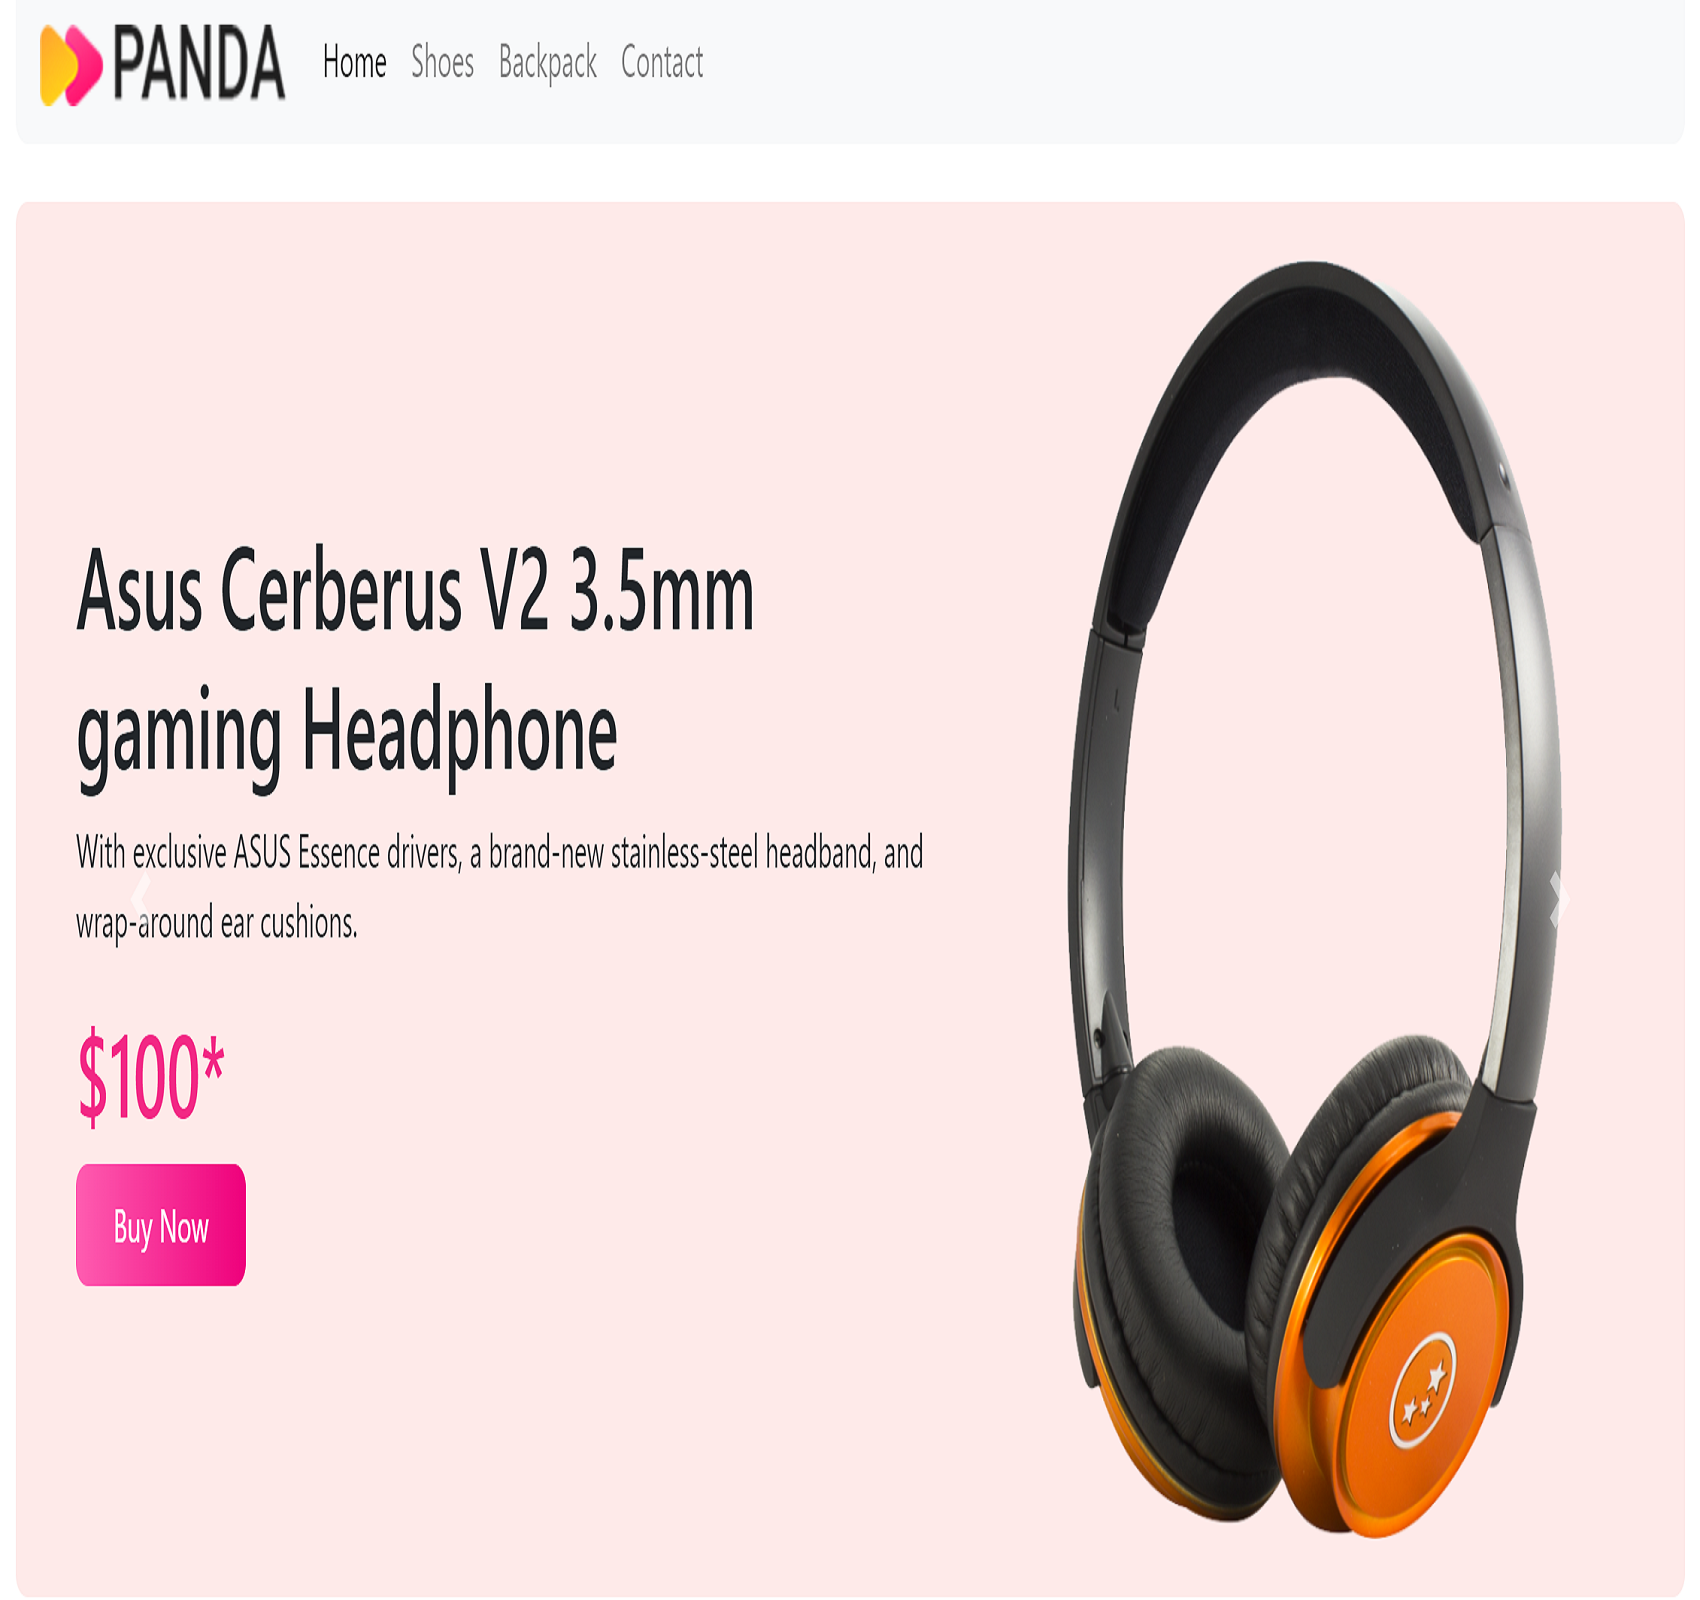 PANDA Home Shoes Backpack Contact
Asus Cerberus V2 3.5mm
gaming Headphone
With exclusive ASUS Essence drivers, a brand-new stainless-steel headband, and
wrap-around ear cushions.
$100*
Buy Now
L